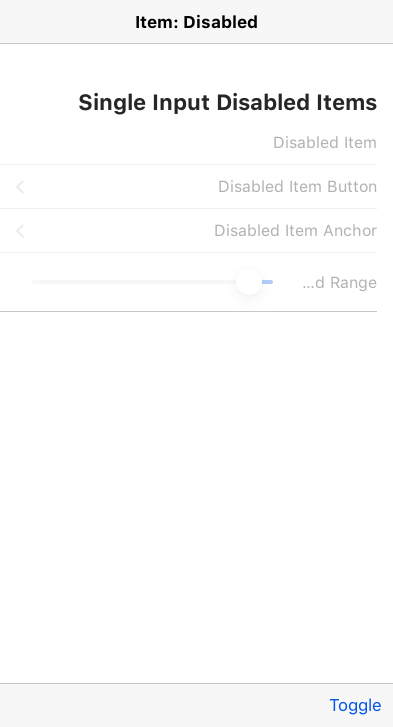 Item: Disabled
Single Input Disabled Items
Disabled Item
Disabled Item Button
Disabled Item Anchor
...d Range
Toggle